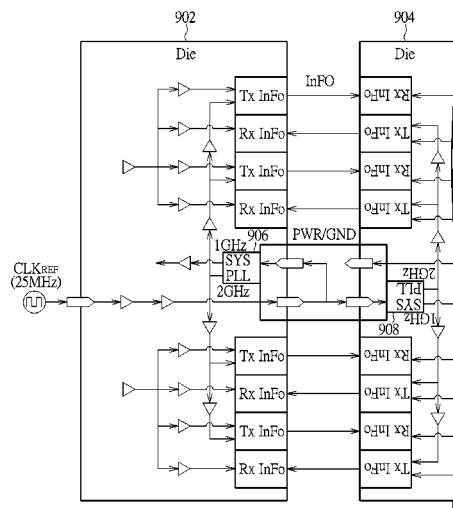 902
904
Die
Die
Tx InFo
InFO
Rx InFo
Rx InFo
Tx InFo
Tx InFo
Rx InFo
Rx InFo
Tx InFo
906
PWR/GND
1GHz
SYS
PLL
2GHz
CLKREF
(25MHz)
2GHz
PLL
SYS
1GHz
908
Tx InFo
Rx InFo
Rx InFo
Tx InFo
Tx InFo
Rx InFo
Rx InFo
Tx InFo